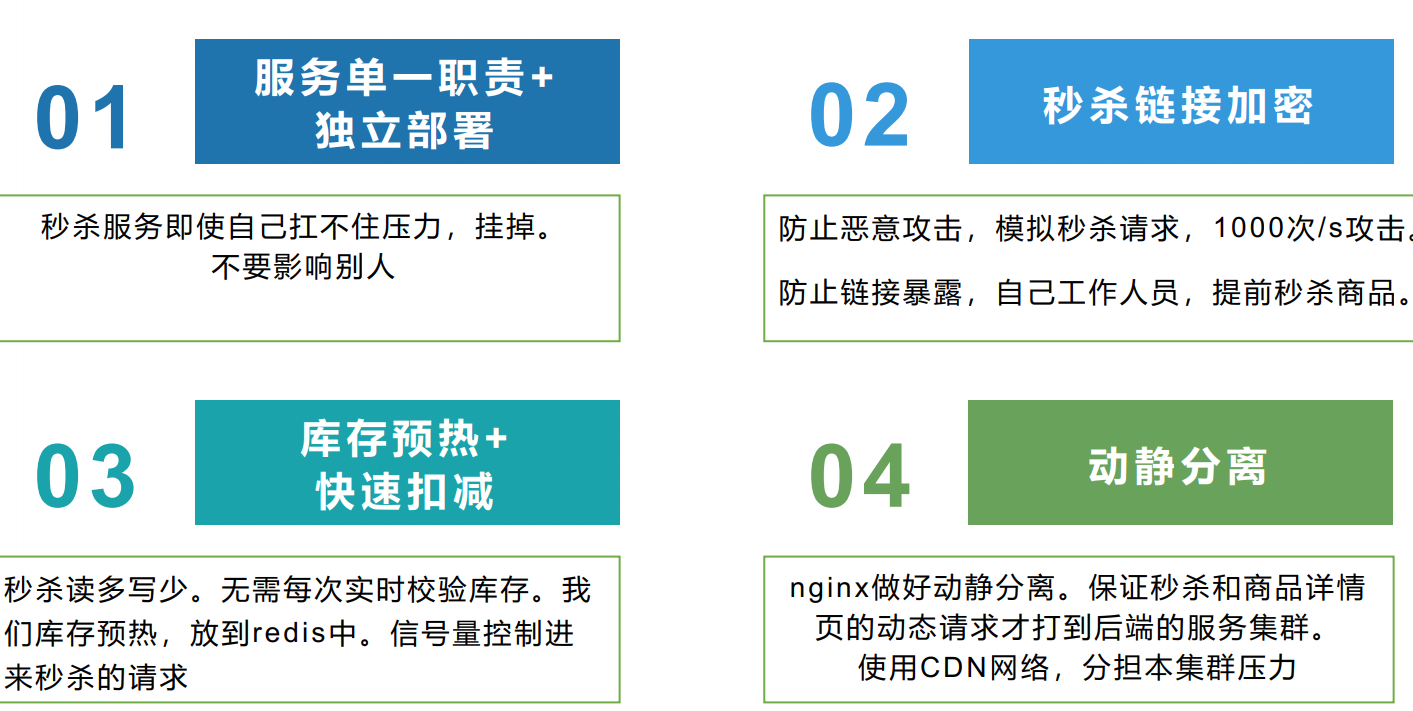 01
服务单一职责+
独立部署
秒杀服务即使自己扛不住压力，挂掉。
不要影响别人
02
秒杀链接加密
防止恶意攻击，模拟秒杀请求，1000次/s攻击。
防止链接暴露，自己工作人员，提前秒杀商品。
03
库存预热+
快速扣减
秒杀读多写少。无需每次实时校验库存。我
们库存预热，放到redis中。信号量控制进
来秒杀的请求
04
动静分离
nginx做好动静分离。保证秒杀和商品详情
页的动态请求才打到后端的服务集群。
使用CDN网络，分担本集群压力